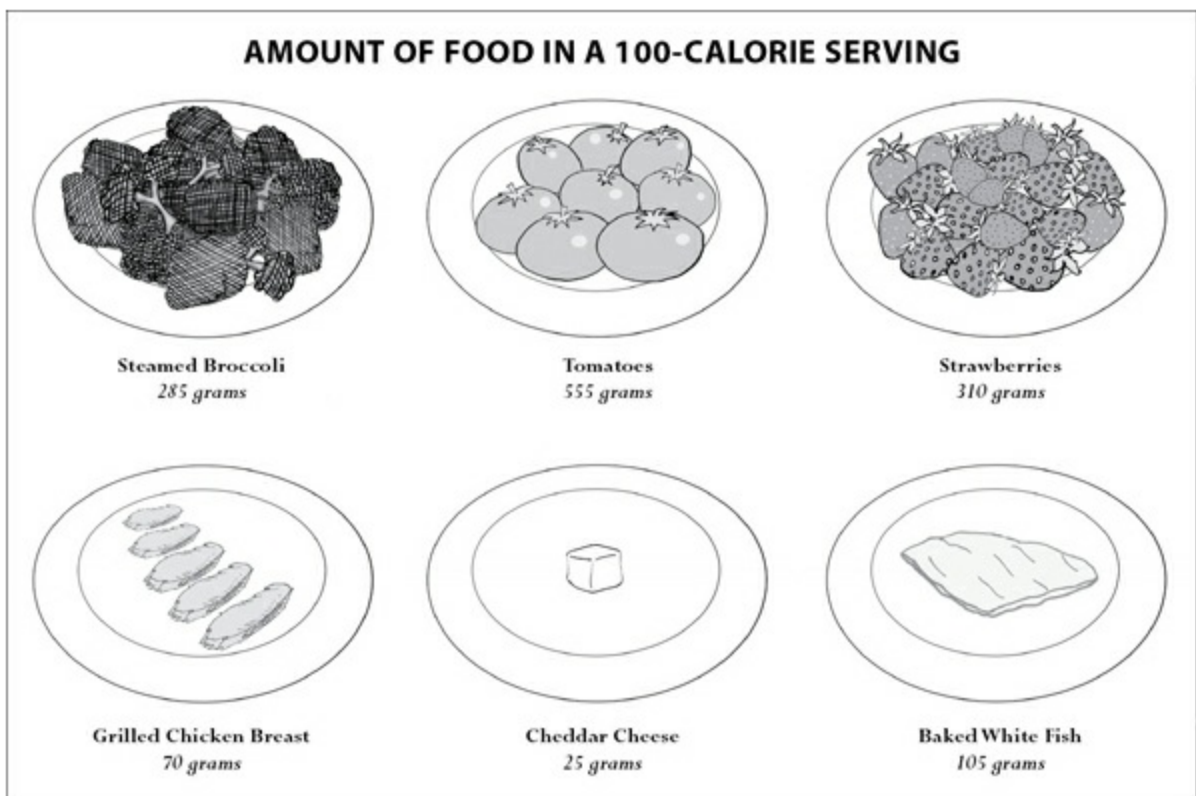 AMOUNT OF FOOD IN A 100-CALORIE SERVING
Steamed Broccoli
285 grams
Tomatoes
555 grams
Strawberries
310 grams
Grilled Chicken Breast
70 grams
Cheddar Cheese
25 grams
Baked White Fish
105 grams